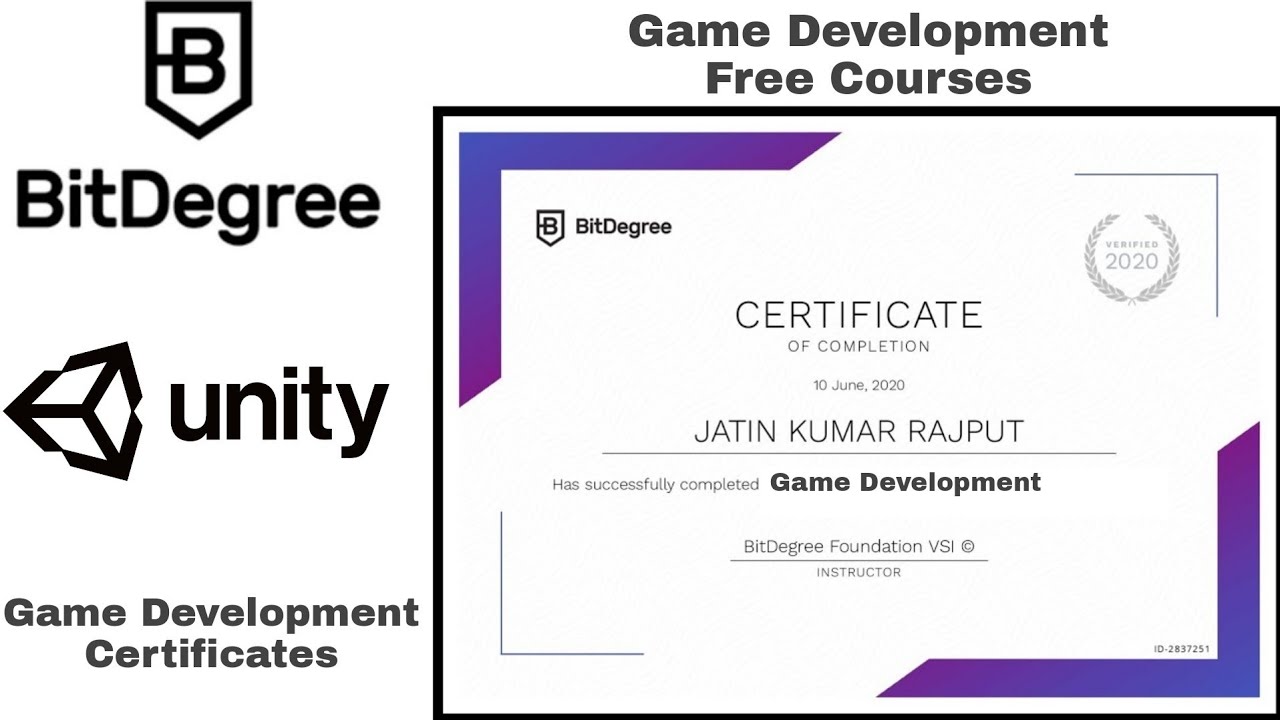 B
BitDegree
unity
Game Development
Certificates
Game Development
Free Courses
B BitDegree
VERIFIED
2020
CERTIFICATE
OF COMPLETION
10 June, 2020
JATIN KUMAR RAJPUT
Has successfully completed Game Development
BitDegree Foundation VSI ©
INSTRUCTOR
ID-2837251